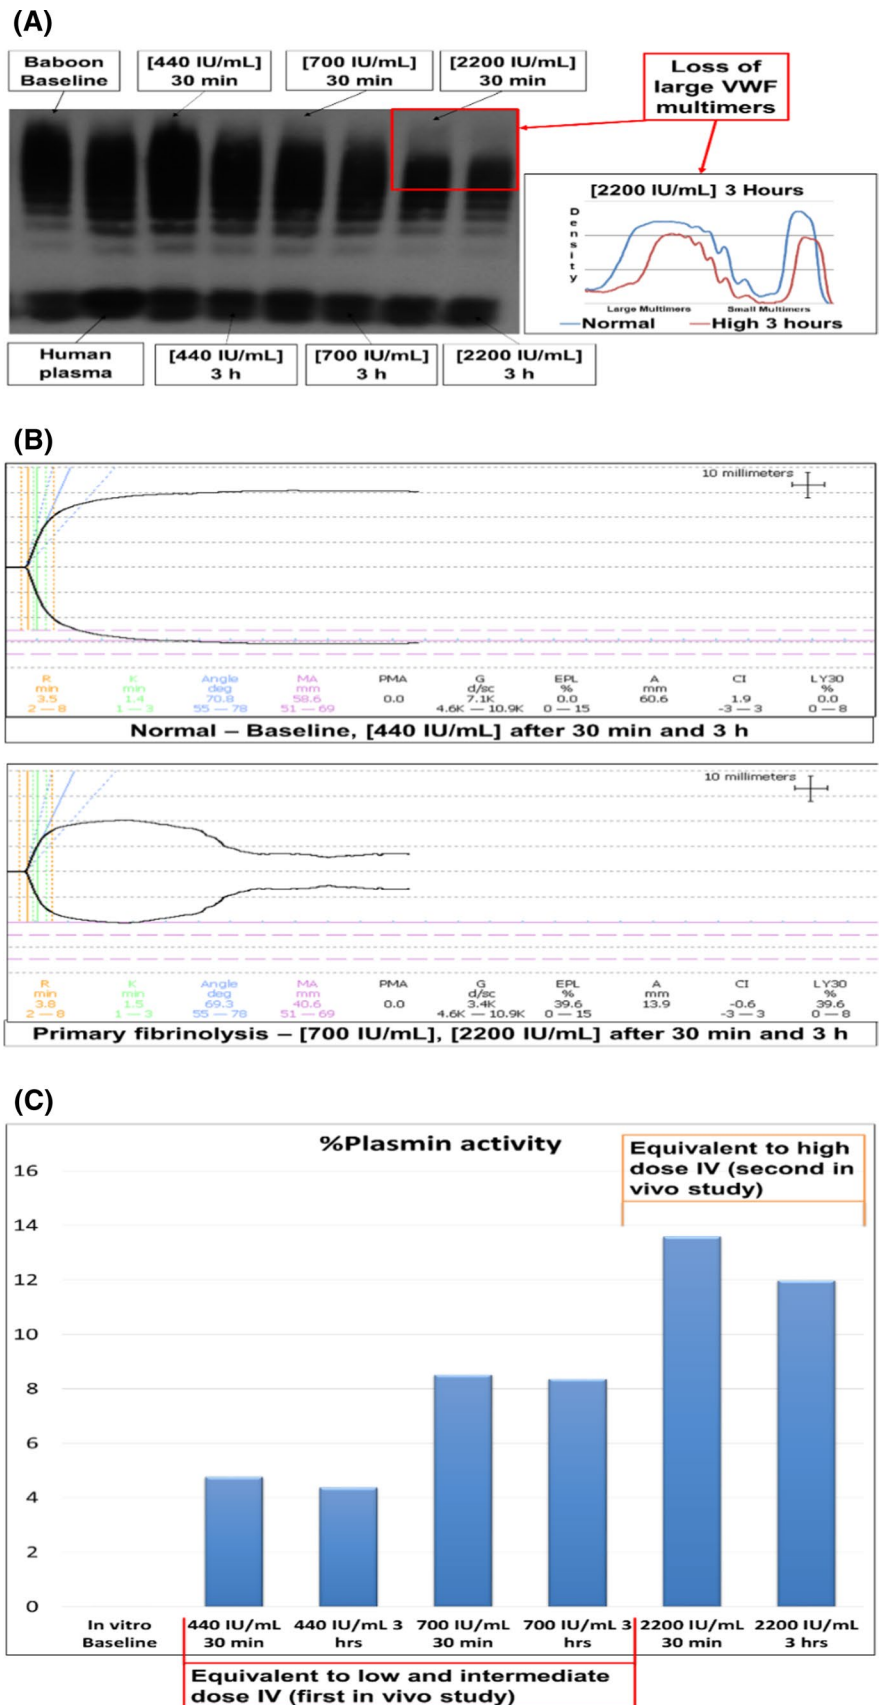 (A)
Baboon
Baseline
[440 IU/mL]
30 min
[700 IU/mL]
30 min
[2200 IU/mL]
30 min
Loss of
large VWF
multimers
[2200 IU/mL] 3 Hours
Density
Large Multimers
Small Multimers
Normal
High 3 hours
Human
plasma
[440 IU/mL]
3 h
[700 IU/mL]
3 h
[2200 IU/mL]
3 h
(B)
10 millimeters
R K Angle MA PMA G EPL A CI LY30
min min deg mm d/sc % mm %
3.5 1.4 70.8 58.6 0.0 7.1K 0.0 60.6 1.9 0.0
2 — 8 1 — 3 55 — 78 51 — 69 4.6K — 10.9K 0 — 15 -3 — 3 0 — 8
Normal – Baseline, [440 IU/mL] after 30 min and 3 h
10 millimeters
R K Angle MA PMA G EPL A CI LY30
min min deg mm d/sc % mm %
3.8 1.5 69.3 40.6 0.0 3.4K 39.6 13.9 -0.6 39.6
2 — 8 1 — 3 55 — 78 51 — 69 4.6K — 10.9K 0 — 15 -3 — 3 0 — 8
Primary fibrinolysis – [700 IU/mL], [2200 IU/mL] after 30 min and 3 h
(C)
%Plasmin activity
Equivalent to high
dose IV (second in
vivo study)
16
14
12
10
8
6
4
2
0
In vitro
Baseline
440 IU/mL
30 min
440 IU/mL 3
hrs
700 IU/mL
30 min
700 IU/mL 3
hrs
2200 IU/mL
30 min
2200 IU/mL
3 hrs
Equivalent to low and intermediate
dose IV (first in vivo study)